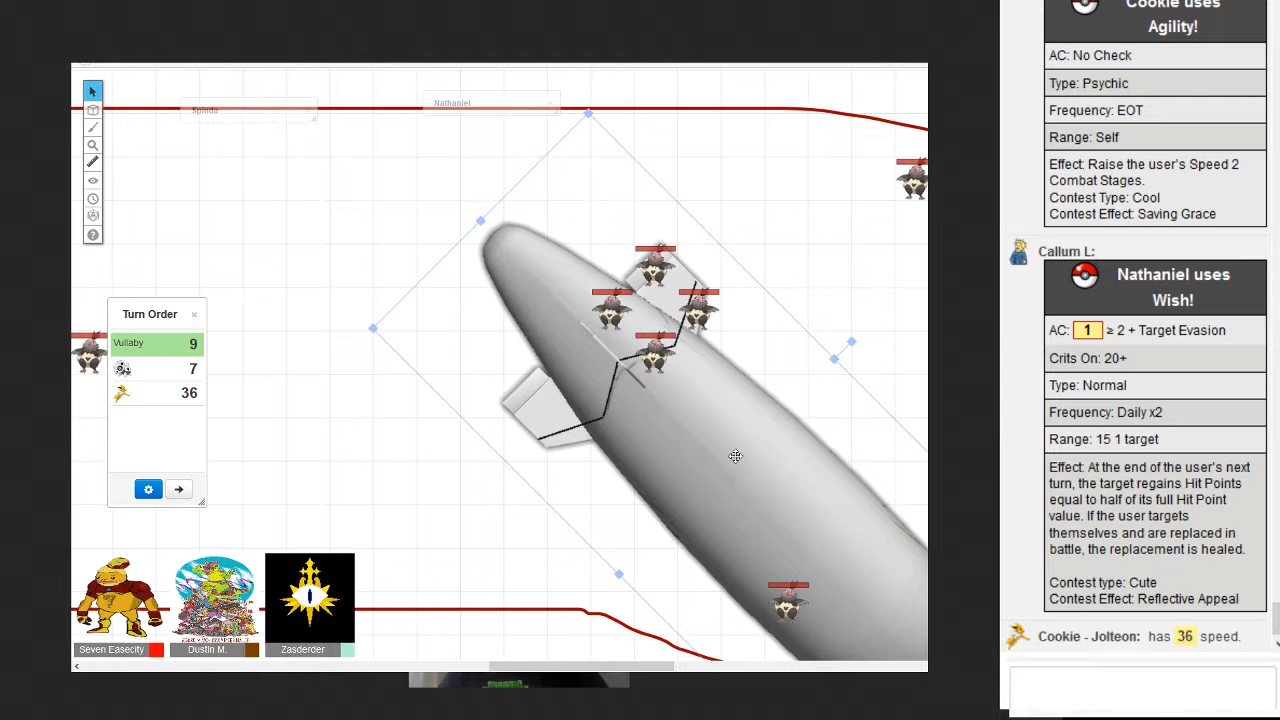 Spinda
Nathaniel
Turn Order
Vullaby 9
7
36
Seven Easecity
Dustin M.
Zasderder
Cookie uses
Agility!
AC: No Check
Type: Psychic
Frequency: EOT
Range: Self
Effect: Raise the user's Speed 2
Combat Stages.
Contest Type: Cool
Contest Effect: Saving Grace
Callum L:
Nathaniel uses
Wish!
AC: 1 ≥ 2 + Target Evasion
Crits On: 20+
Type: Normal
Frequency: Daily x2
Range: 15 1 target
Effect: At the end of the user's next
turn, the target regains Hit Points
equal to half of its full Hit Point
value. If the user targets
themselves and are replaced in
battle, the replacement is healed.
Contest type: Cute
Contest Effect: Reflective Appeal
Cookie - Jolteon: has 36 speed.